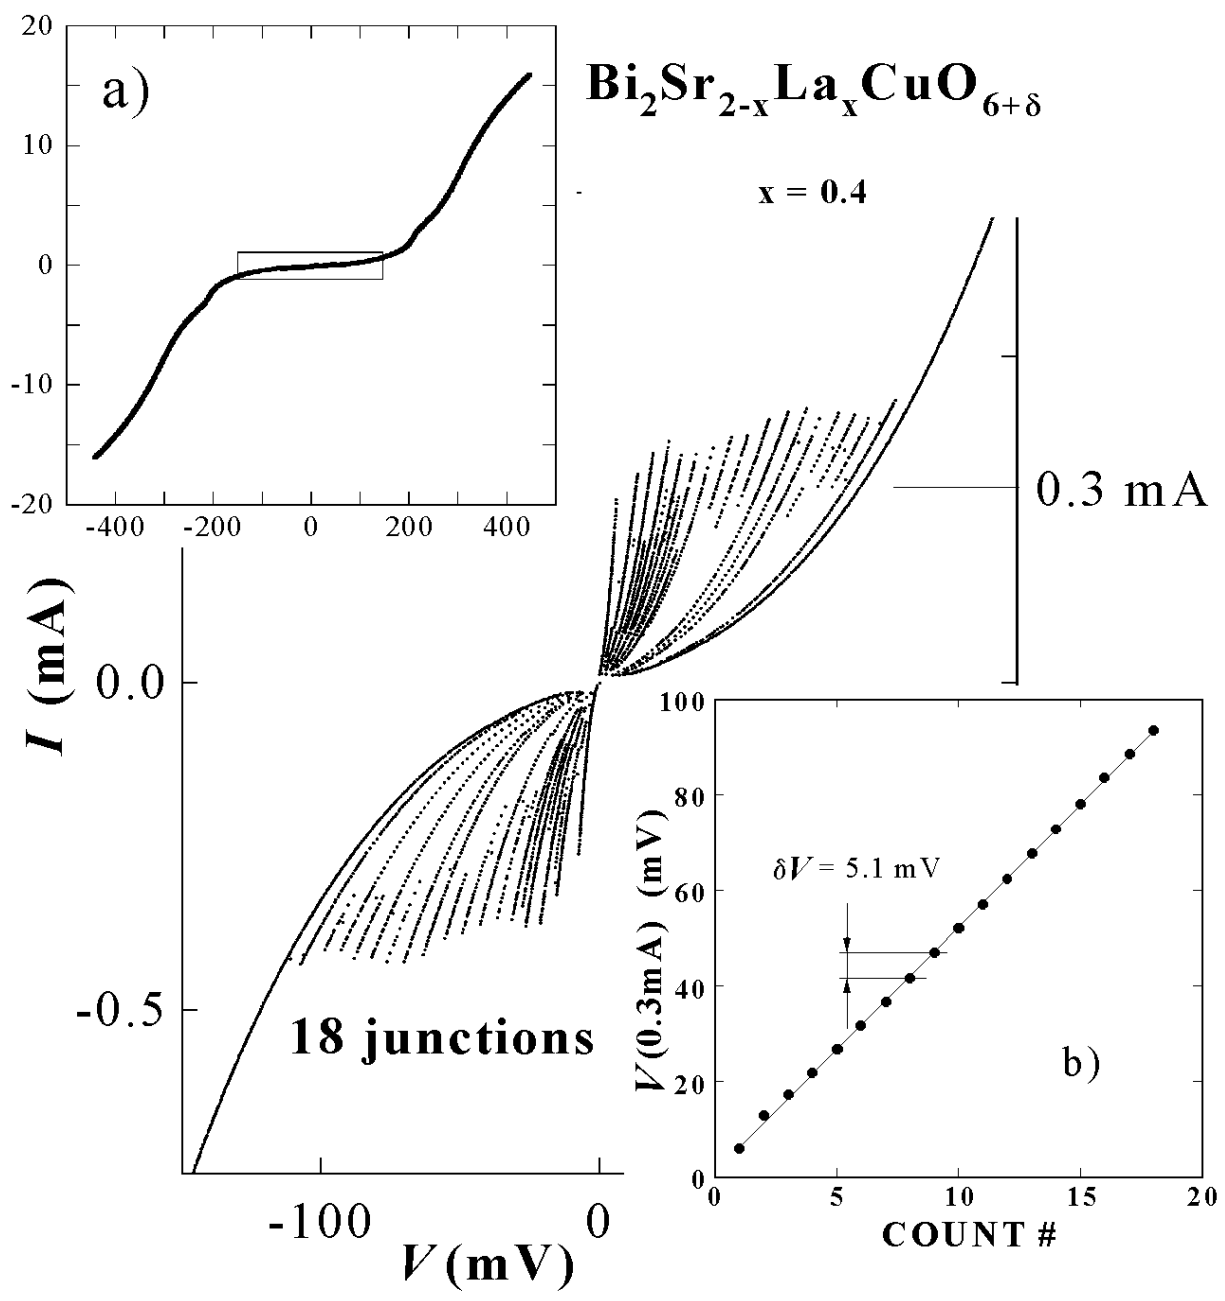 20
a)
Bi2Sr2-xLaxCuO6+δ
10
x = 0.4
0
-10
0.3 mA
-20
-400 -200 0 200 400
I (mA)
0.0
100
80
δV = 5.1 mV
60
V(0.3mA) (mV)
40
-0.5
18 junctions
b)
20
0
0 5 10 15 20
-100 0
COUNT #
V(mV)